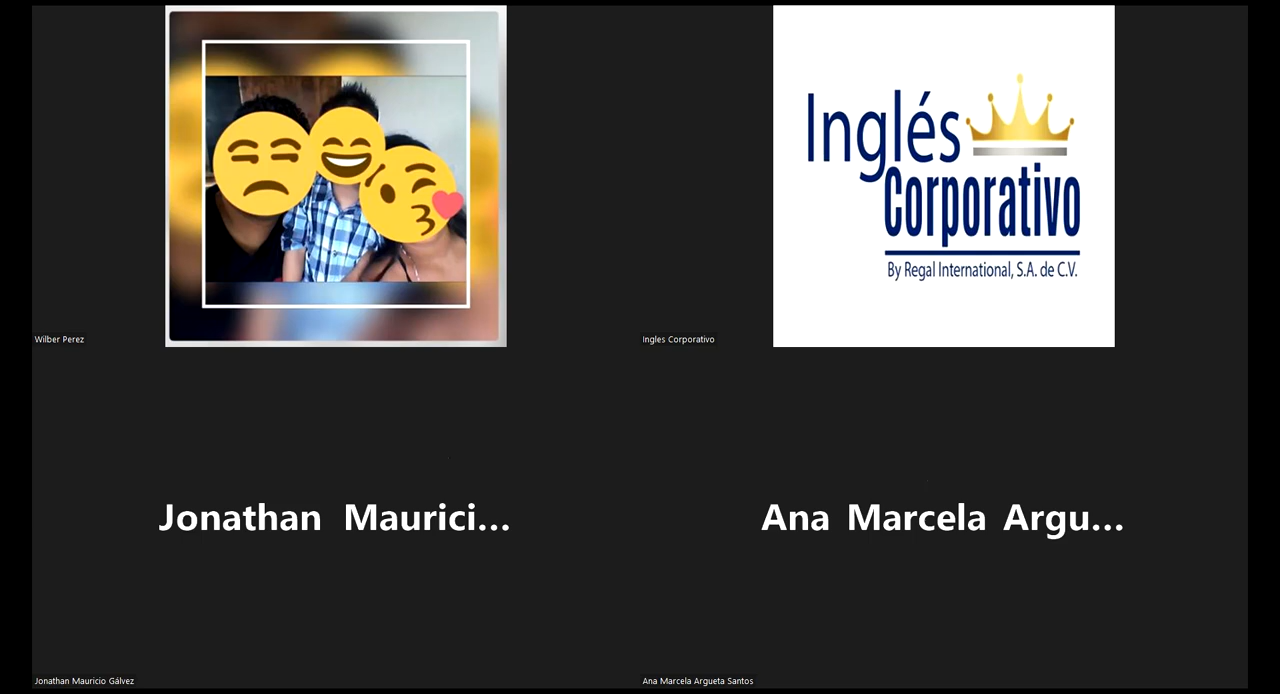 Inglés
Corporativo
By Regal International, S.A. de C.V.
Wilber Perez
Ingles Corporativo
Jonathan Maurici...
Ana Marcela Argu...
Jonathan Mauricio Gálvez
Ana Marcela Argueta Santos